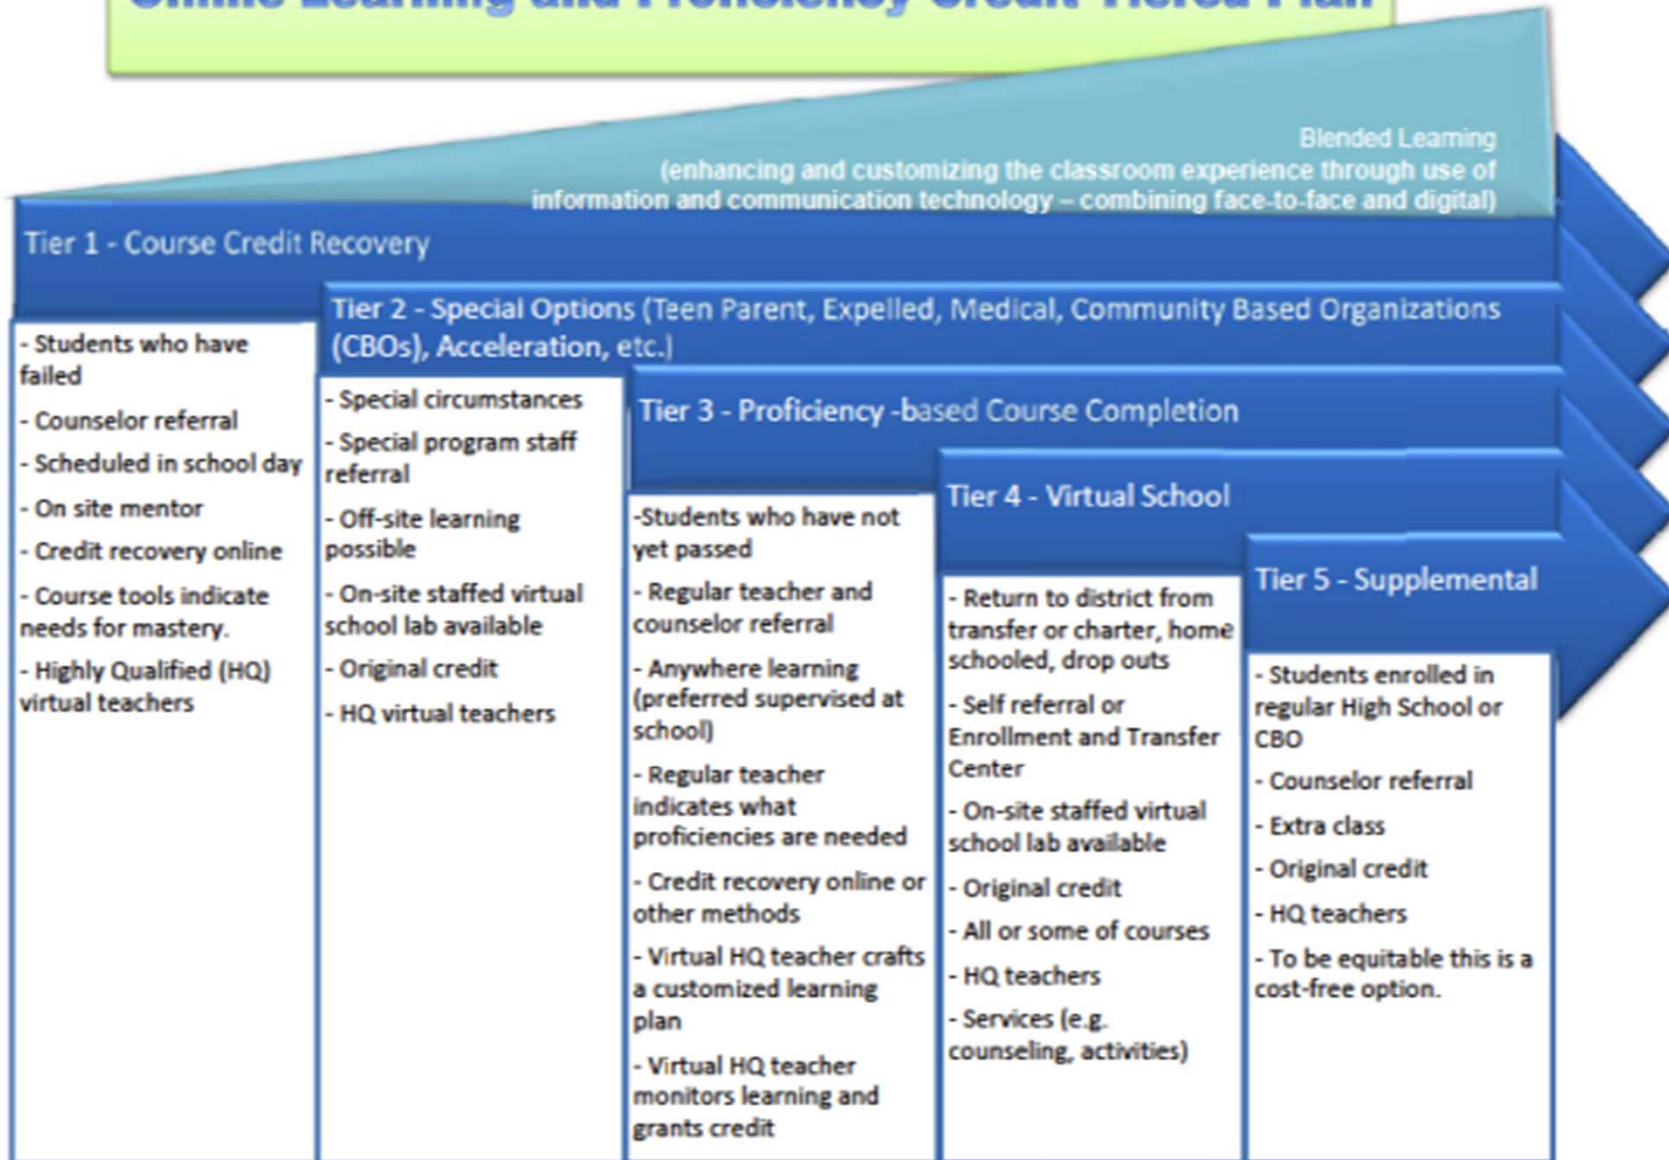 Online Learning and Proficiency Credit Tiered Plan
Blended Learning
(enhancing and customizing the classroom experience through use of
information and communication technology – combining face-to-face and digital)
Tier 1 - Course Credit Recovery
- Students who have
failed
- Counselor referral
- Scheduled in school day
- On site mentor
- Credit recovery online
- Course tools indicate
needs for mastery.
- Highly Qualified (HQ)
virtual teachers
Tier 2 - Special Options (Teen Parent, Expelled, Medical, Community Based Organizations
(CBOs), Acceleration, etc.)
- Special circumstances
- Special program staff
referral
- Off-site learning
possible
- On-site staffed virtual
school lab available
- Original credit
- HQ virtual teachers
Tier 3 - Proficiency -based Course Completion
-Students who have not
yet passed
- Regular teacher and
counselor referral
- Anywhere learning
(preferred supervised at
school)
- Regular teacher
indicates what
proficiencies are needed
- Credit recovery online or
other methods
- Virtual HQ teacher crafts
a customized learning
plan
- Virtual HQ teacher
monitors learning and
grants credit
Tier 4 - Virtual School
- Return to district from
transfer or charter, home
schooled, drop outs
- Self referral or
Enrollment and Transfer
Center
- On-site staffed virtual
school lab available
- Original credit
- All or some of courses
- HQ teachers
- Services (e.g.
counseling, activities)
Tier 5 - Supplemental
- Students enrolled in
regular High School or
CBO
- Counselor referral
- Extra class
- Original credit
- HQ teachers
- To be equitable this is a
cost-free option.